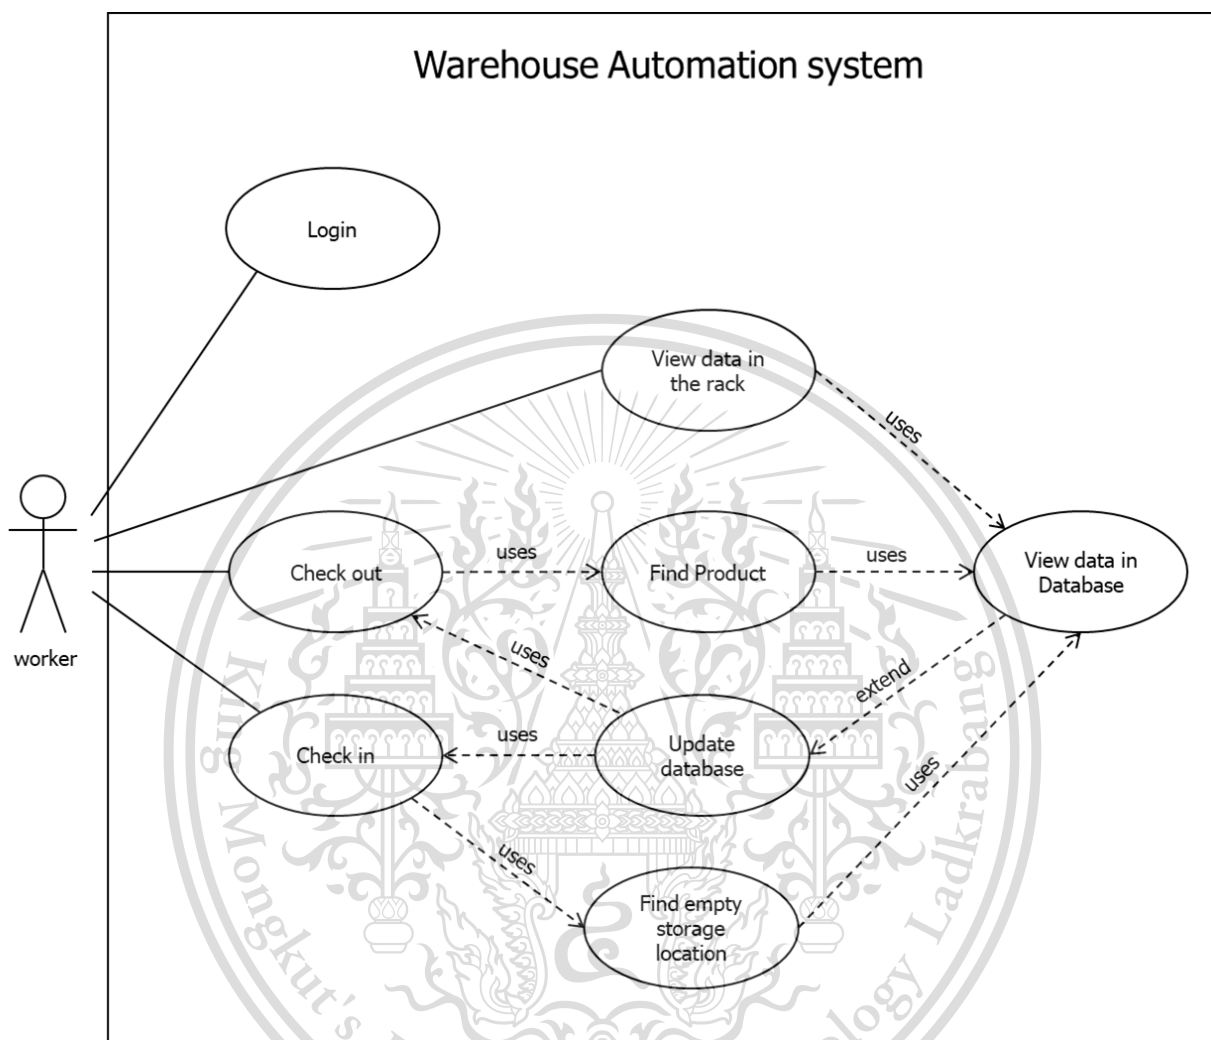 Warehouse Automation system
Login
View data in
the rack
uses
worker
Check out
uses
Find Product
uses
View data in
Database
uses
extend
Check in
uses
Update
database
uses
uses
Find empty
storage
location
King Mongkut's
ology Ladkrabang